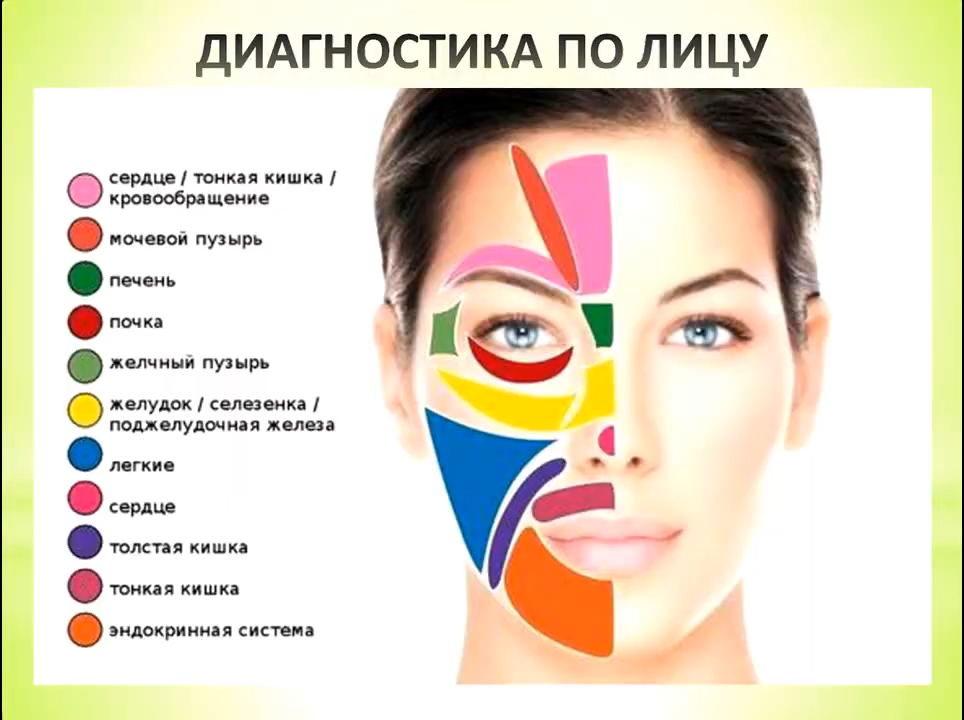 ДИАГНОСТИКА ПО ЛИЦУ
сердце / тонкая кишка /
кровообращение
мочевой пузырь
печень
почка
желчный пузырь
желудок / селезенка /
поджелудочная железа
легкие
сердце
толстая кишка
тонкая кишка
эндокринная система